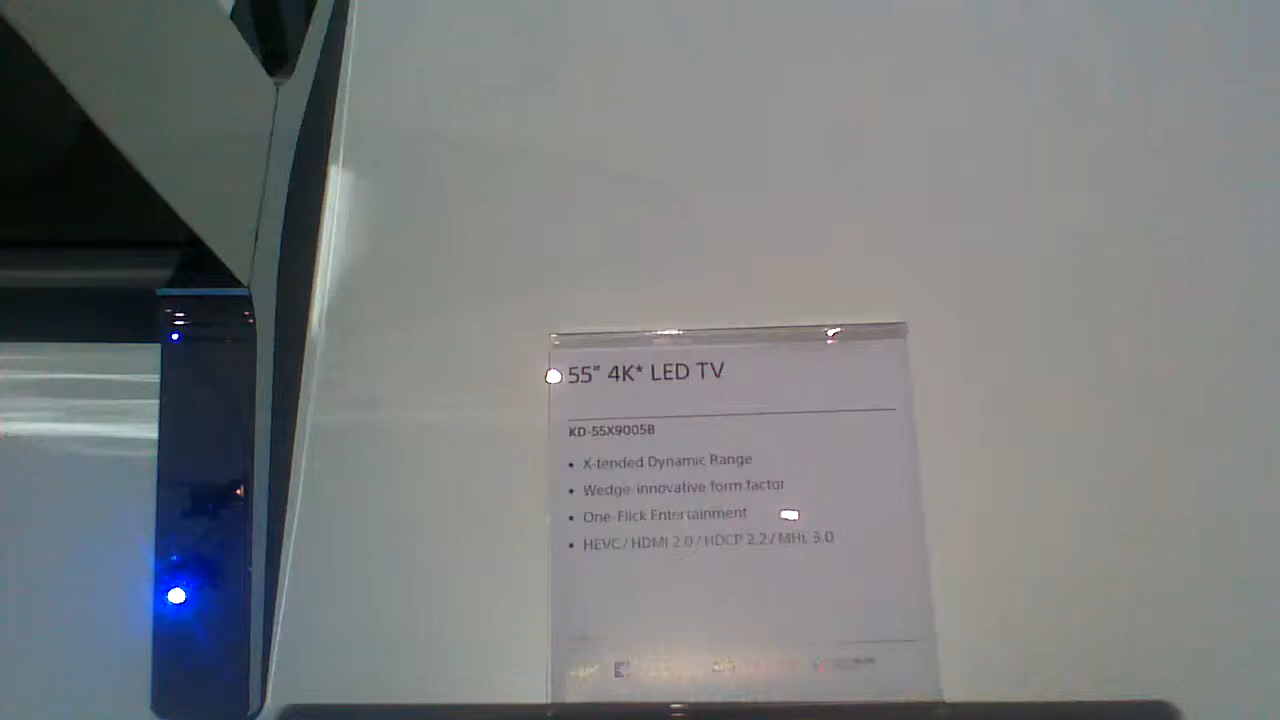 55" 4K* LED TV
KD-55X9005B
• X-tended Dynamic Range
• Wedge-innovative form factor
• One-Flick Entertainment
• HEVC / HDMI 2.0 / HDCP 2.2 / MHL 3.0